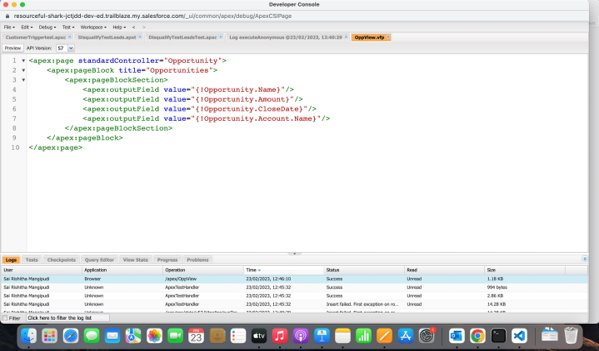 Developer Console
resourceful-shark-jctjdd-dev-ed.trailblaze.my.salesforce.com/_ui/common/apex/debug/ApexCSIPage
File Edit Debug Test Workspace Help < >
CustomerTriggertest.apxc DisqualifyTestLeads.apxt DisqualifyTestLeadsTest.apxc Log executeAnonymous @23/02/2023, 12:40:29 OppView.vfp
Preview API Version: 57
1 <apex:page standardController="Opportunity">
2 <apex:pageBlock title="Opportunities">
3 <apex:pageBlockSection>
4 <apex:outputField value="{!Opportunity.Name}"/>
5 <apex:outputField value="{!Opportunity.Amount}"/>
6 <apex:outputField value="{!Opportunity.CloseDate}"/>
7 <apex:outputField value="{!Opportunity.Account.Name}"/>
8 </apex:pageBlockSection>
9 </apex:pageBlock>
10 </apex:page>
Logs Tests Checkpoints Query Editor View State Progress Problems
User Application Operation Time Status Read Size
Sai Rishitha Mangipudi Browser /apex/OppView 23/02/2023, 12:46:10 Success Unread 1.18 KB
Sai Rishitha Mangipudi Unknown ApexTestHandler 23/02/2023, 12:45:32 Success Unread 994 bytes
Sai Rishitha Mangipudi Unknown ApexTestHandler 23/02/2023, 12:45:32 Success Unread 2.86 KB
Sai Rishitha Mangipudi Unknown ApexTestHandler 23/02/2023, 12:45:32 Insert failed. First exception on ro... Unread 14.28 KB
Filter Click here to filter the log list
FEB
23
tv